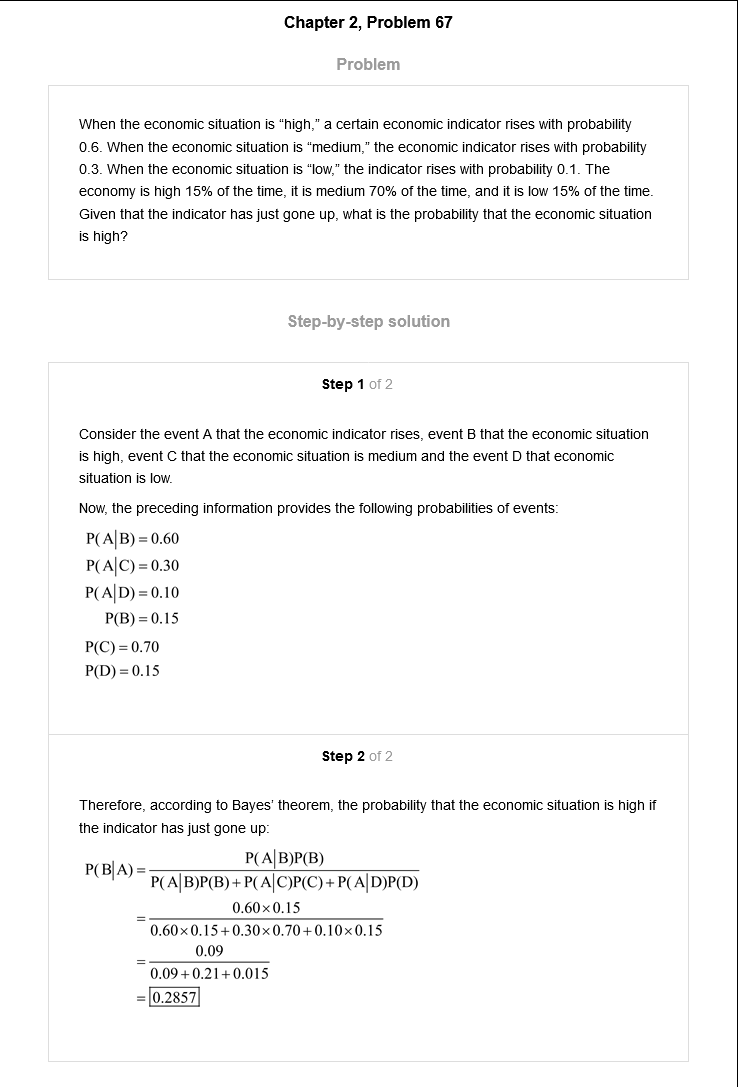 Chapter 2, Problem 67
Problem
When the economic situation is “high,” a certain economic indicator rises with probability
0.6. When the economic situation is “medium,” the economic indicator rises with probability
0.3. When the economic situation is “low,” the indicator rises with probability 0.1. The
economy is high 15% of the time, it is medium 70% of the time, and it is low 15% of the time.
Given that the indicator has just gone up, what is the probability that the economic situation
is high?
Step-by-step solution
Step 1 of 2
Consider the event A that the economic indicator rises, event B that the economic situation
is high, event C that the economic situation is medium and the event D that economic
situation is low.
Now, the preceding information provides the following probabilities of events:
P(A|B) = 0.60
P(A|C) = 0.30
P(A|D) = 0.10
P(B) = 0.15
P(C) = 0.70
P(D) = 0.15
Step 2 of 2
Therefore, according to Bayes’ theorem, the probability that the economic situation is high if
the indicator has just gone up:
P(A|B)P(B)
P(B|A) =
P(A|B)P(B) + P(A|C)P(C) + P(A|D)P(D)
0.60×0.15
=
0.60×0.15 + 0.30×0.70 + 0.10×0.15
0.09
=
0.09 + 0.21 + 0.015
= 0.2857